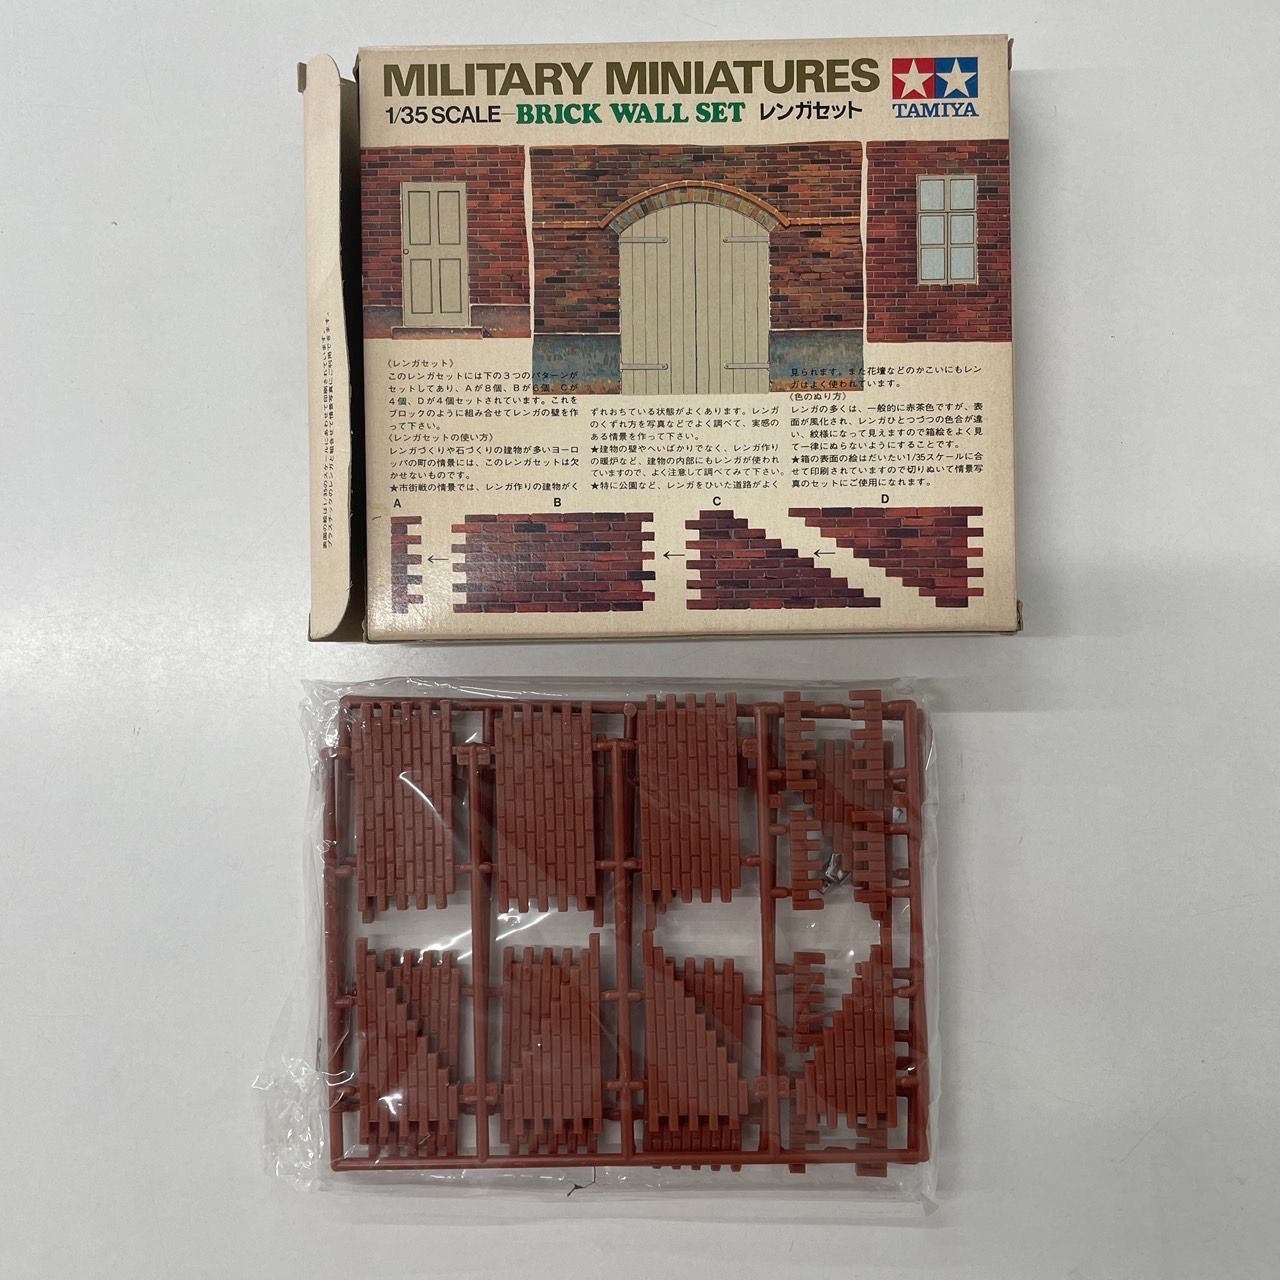 MILITARY MINIATURES
1/35 SCALE－BRICK WALL SET レンガセット
TAMIYA
〈レンガセット〉
このレンガセットには下の3つのパターンが
セットしてあり、Aが8個、Bが6個、Cが
4個、Dが4個セットされています。これを
ブロックのように組み合せてレンガの壁を作
って下さい。
〈レンガセットの使い方〉
レンガづくりや石づくりの建物が多いヨーロ
ッパの町の情景には、このレンガセットは欠
かせないものです。
★市街戦の情景では、レンガ作りの建物がく
ずれおちている状態がよくあります。レンガ
のくずれ方を写真などでよく調べて、実感の
ある情景を作って下さい。
★建物の壁やへいばかりでなく、レンガ作り
の暖炉など、建物の内部にもレンガが使われ
ていますので、よく注意して調べてみて下さい。
★特に公園など、レンガをひいた道路がよく
見られます。また花壇などのかこいにもレン
ガはよく使われています。
〈色のぬり方〉
レンガの多くは、一般的に赤茶色ですが、表
面が風化され、レンガひとつづつの色合が違
い、紋様になって見えますので箱絵をよく見
て一律にぬらないようにすることです。
★箱の表面の絵はだいたい1/35スケールに合
せて印刷されていますので切りぬいて情景写
真のセットにご使用になれます。
A
B
C
D